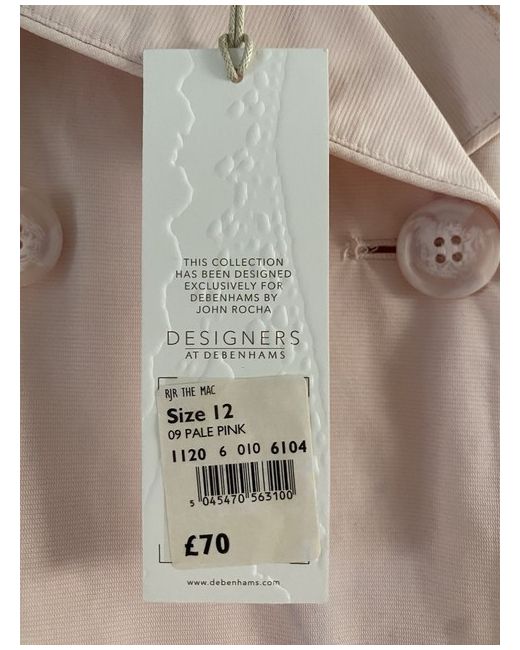 THIS COLLECTION
HAS BEEN DESIGNED
EXCLUSIVELY FOR
DEBENHAMS BY
JOHN ROCHA
DESIGNERS
AT DEBENHAMS
RJR THE MAC
Size 12
09 PALE PINK
1120 6 010 6104
5 045470 563100
£70
www.debenhams.com